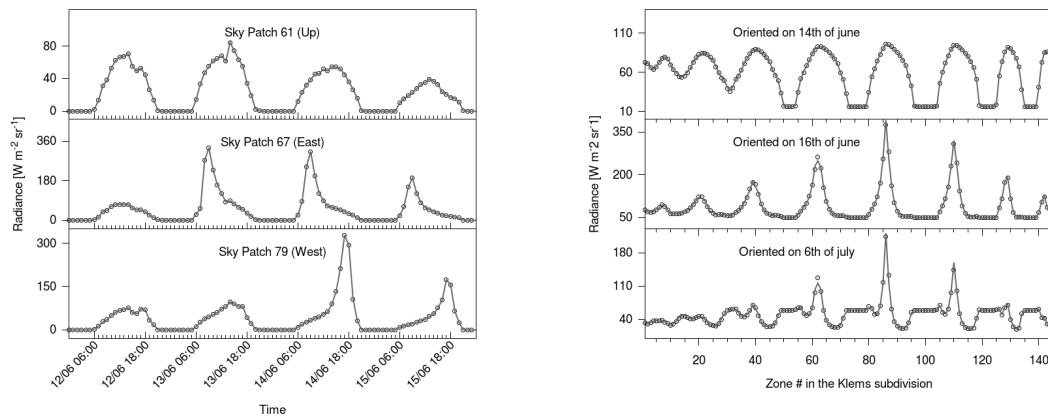 Sky Patch 61 (Up)
80
40
0
Sky Patch 67 (East)
360
180
0
Sky Patch 79 (West)
300
150
0
Radiance [W m-2 sr-1]
12/06 06:00
12/06 18:00
13/06 06:00
13/06 18:00
14/06 06:00
14/06 18:00
15/06 06:00
15/06 18:00
Time
Oriented on 14th of june
110
60
10
Oriented on 16th of june
350
200
50
Oriented on 6th of july
180
110
40
Radiance [W m-2 sr-1]
20 40 60 80 100 120 140
Zone # in the Klems subdivision